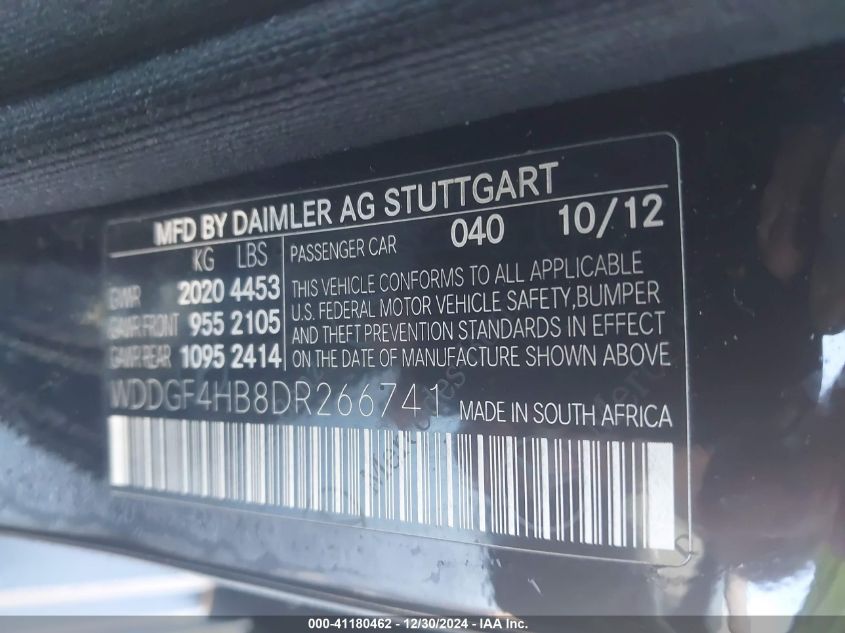 MFD BY DAIMLER AG STUTTGART
KG LBS
GVWR 2020 4453
GAWR FRONT 955 2105
GAWR REAR 1095 2414
PASSENGER CAR 040 10/12
THIS VEHICLE CONFORMS TO ALL APPLICABLE
U.S. FEDERAL MOTOR VEHICLE SAFETY,BUMPER
AND THEFT PREVENTION STANDARDS IN EFFECT
ON THE DATE OF MANUFACTURE SHOWN ABOVE
WDDGF4HB8DR266741 MADE IN SOUTH AFRICA
000-41180462 - 12/30/2024 - IAA Inc.